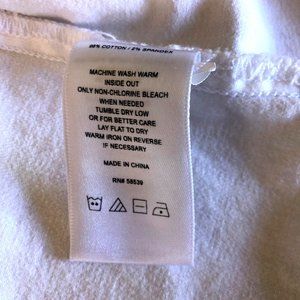 98% COTTON / 2% SPANDEX
MACHINE WASH WARM
INSIDE OUT
ONLY NON-CHLORINE BLEACH
WHEN NEEDED
TUMBLE DRY LOW
OR FOR BETTER CARE
LAY FLAT TO DRY
WARM IRON ON REVERSE
IF NECESSARY
MADE IN CHINA
RN# 58539